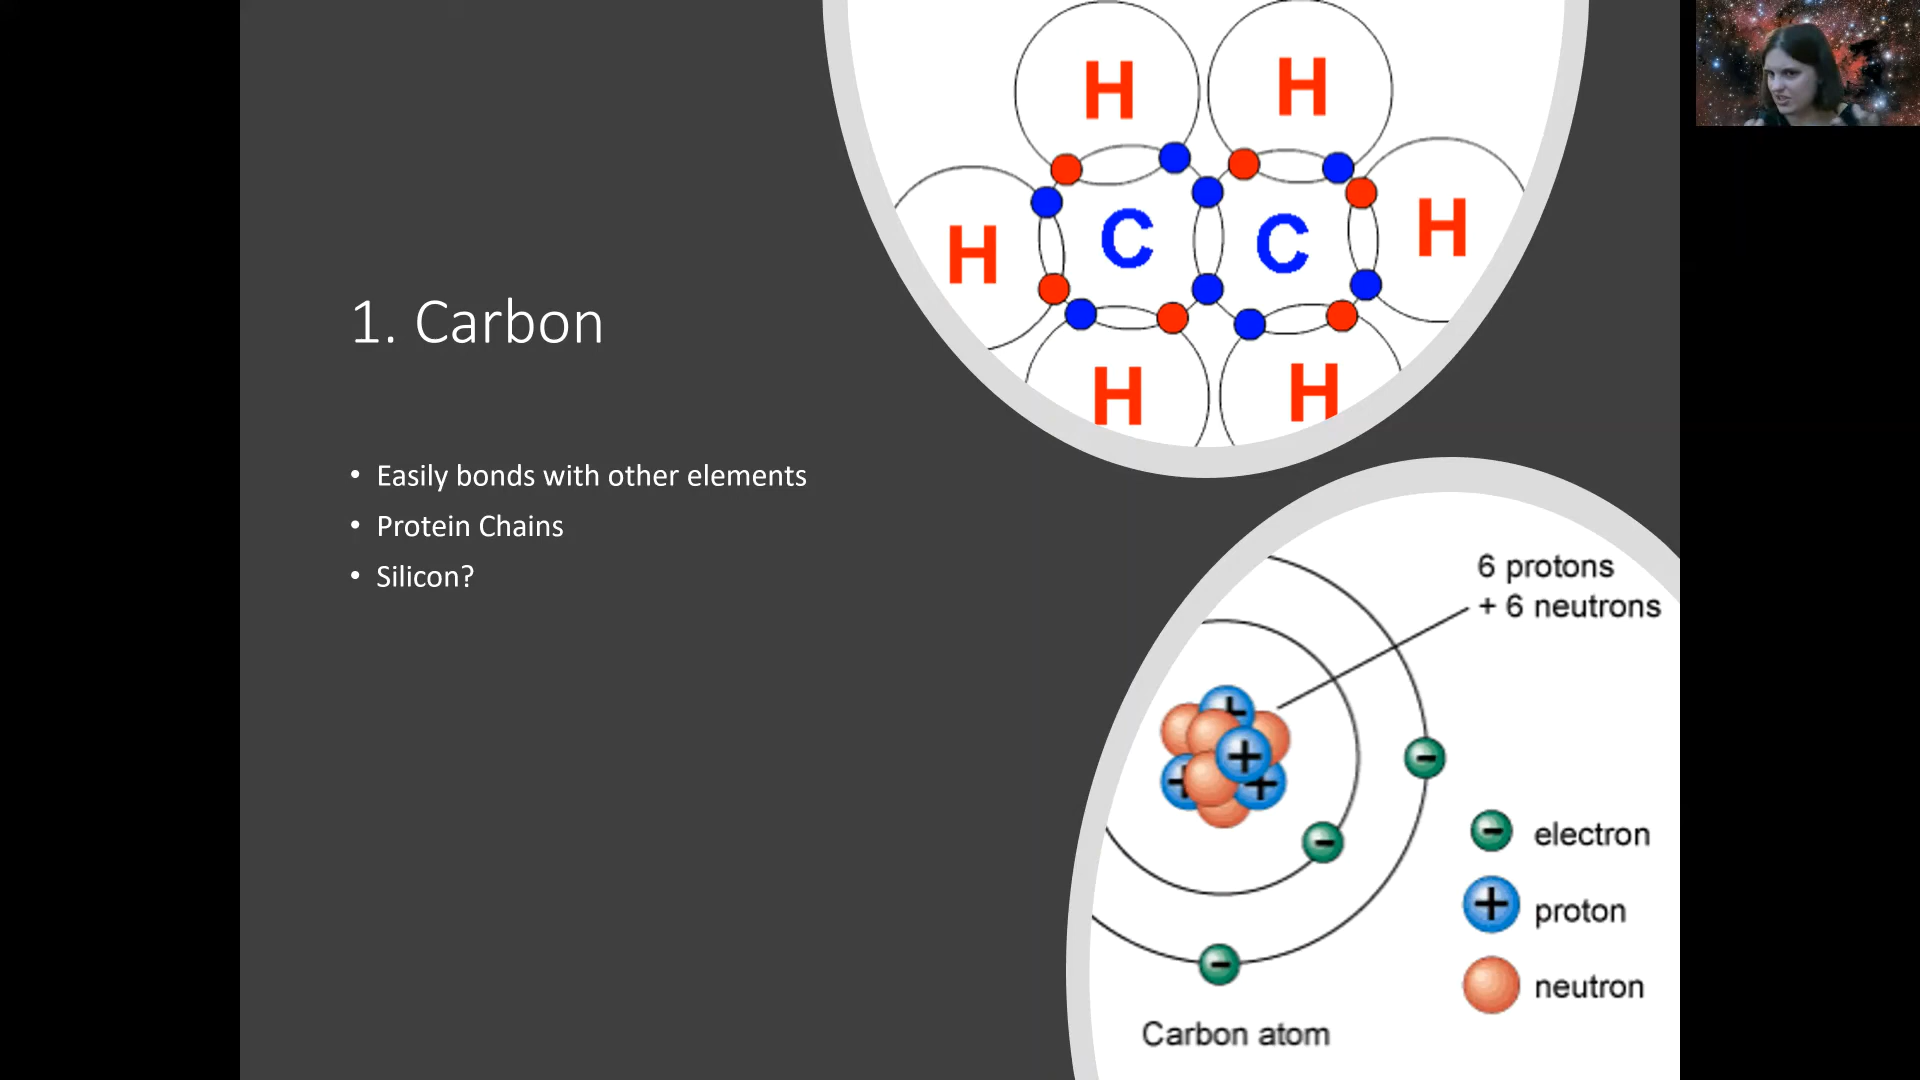 1. Carbon
• Easily bonds with other elements
• Protein Chains
• Silicon?
H H
H C C H
H H
6 protons
+ 6 neutrons
+
+
+ +
-
-
-
- electron
+ proton
neutron
Carbon atom